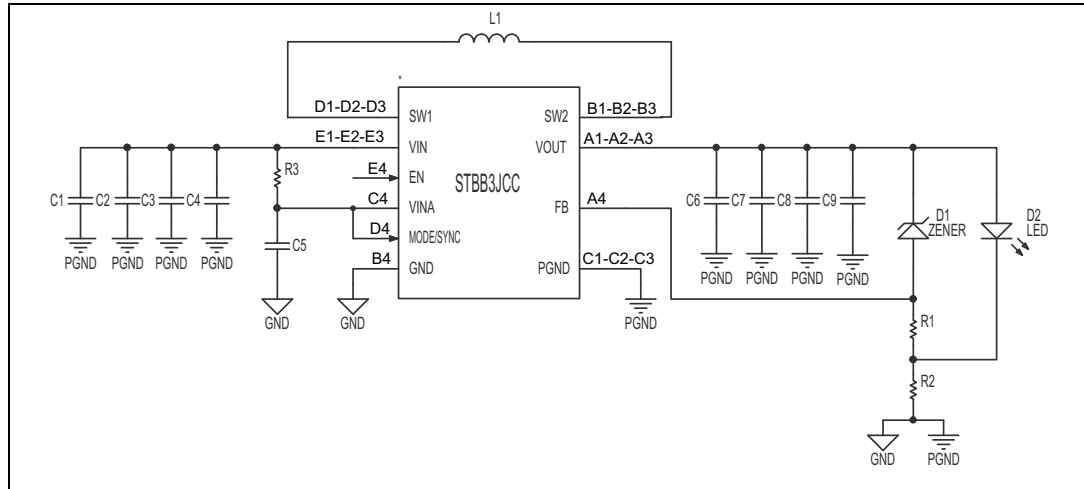 L1
D1-D2-D3
SW1
SW2
B1-B2-B3
E1-E2-E3
VIN
VOUT
A1-A2-A3
R3
E4
EN
STBB3JCC
C1
C2
C3
C4
C4
VINA
FB
A4
C6
C7
C8
C9
D1
ZENER
D2
LED
D4
MODE/SYNC
C5
B4
GND
PGND
C1-C2-C3
PGND
PGND
PGND
PGND
PGND
PGND
PGND
PGND
GND
GND
PGND
R1
R2
GND
PGND